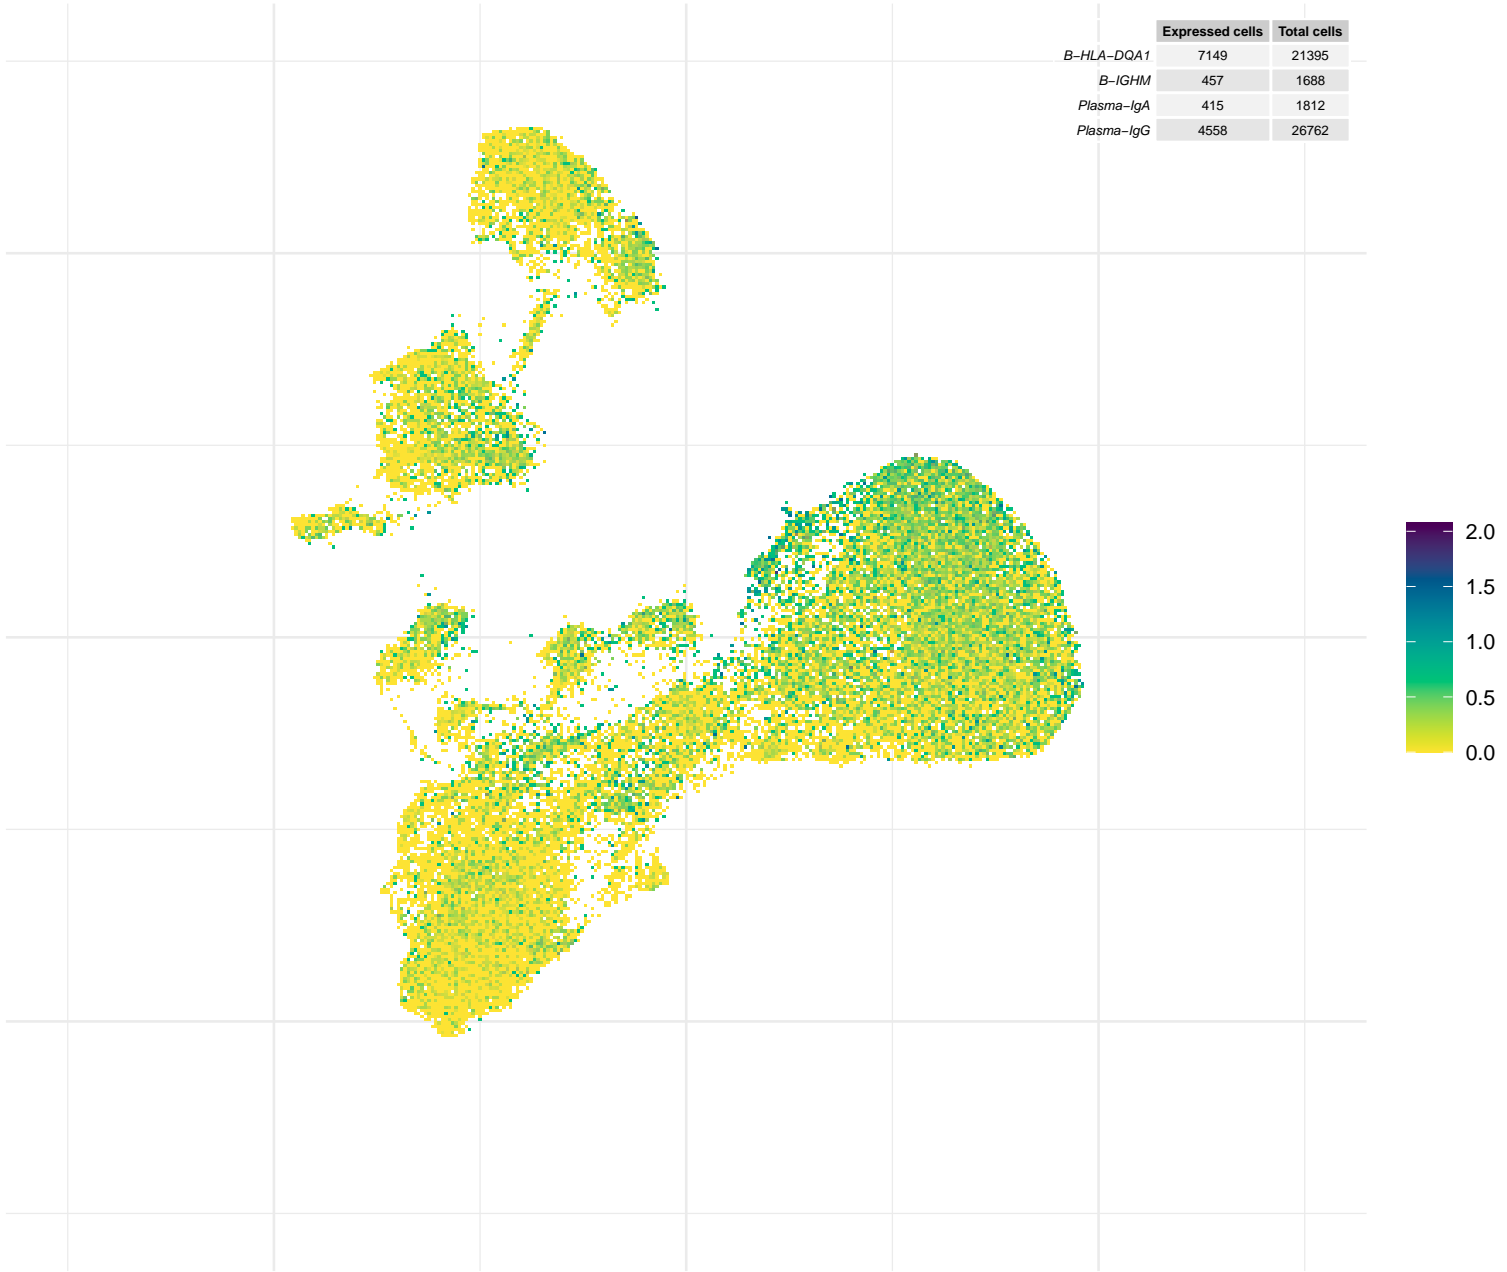 Expressed cells Total cells
B−HLA−DQA1 7149 21395
B−IGHM 457 1688
Plasma−IgA 415 1812
Plasma−IgG 4558 26762
2.0
1.5
1.0
0.5
0.0